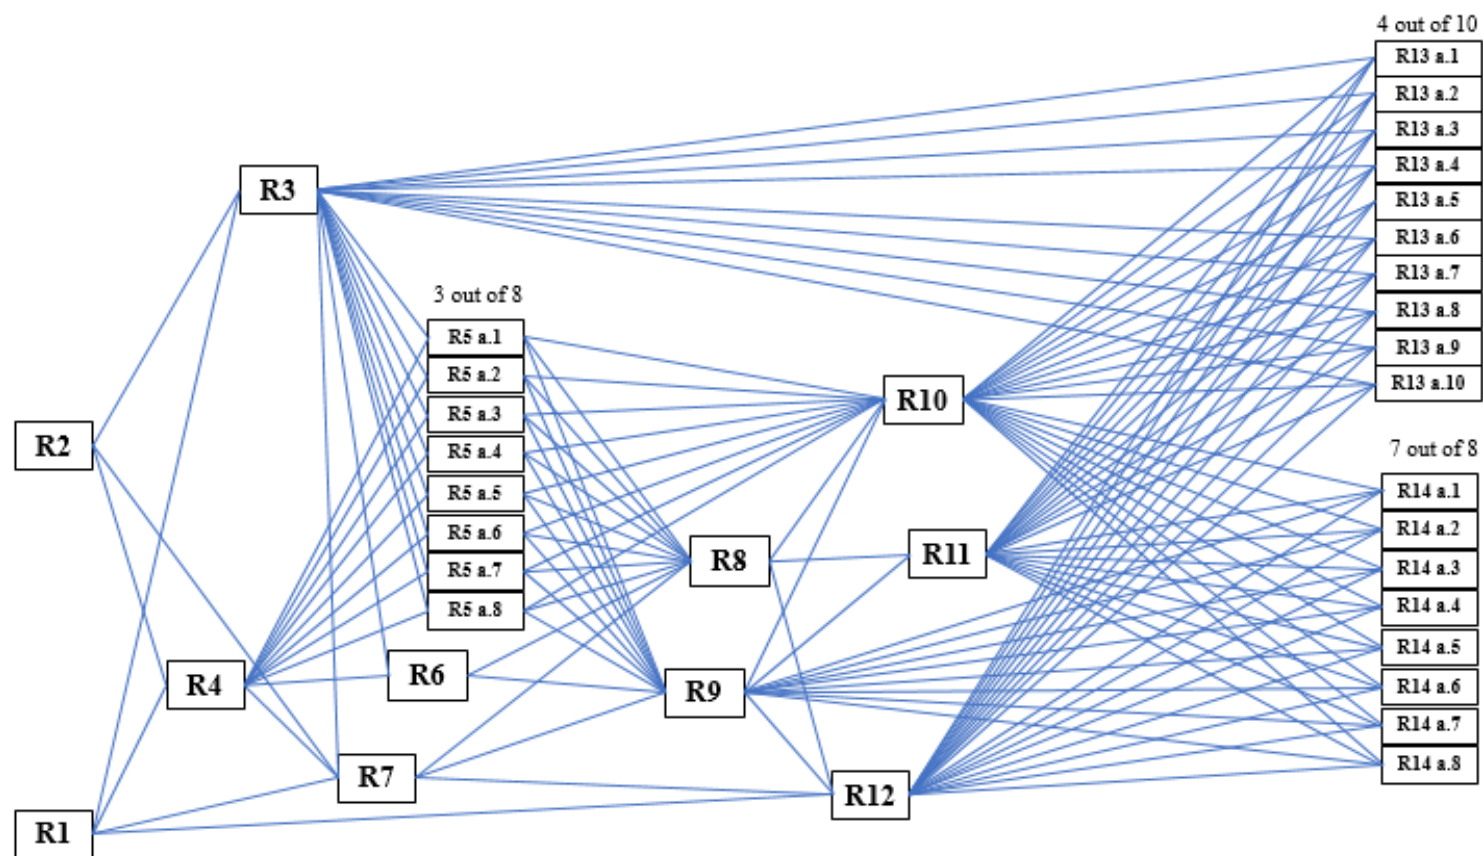 4 out of 10
R13 a.1
R13 a.2
R13 a.3
R13 a.4
R13 a.5
R13 a.6
R13 a.7
R13 a.8
R13 a.9
R13 a.10
R3
3 out of 8
R5 a.1
R5 a.2
R5 a.3
R5 a.4
R5 a.5
R5 a.6
R5 a.7
R5 a.8
R10
R2
7 out of 8
R14 a.1
R14 a.2
R14 a.3
R14 a.4
R14 a.5
R14 a.6
R14 a.7
R14 a.8
R8
R11
R4
R6
R9
R7
R12
R1